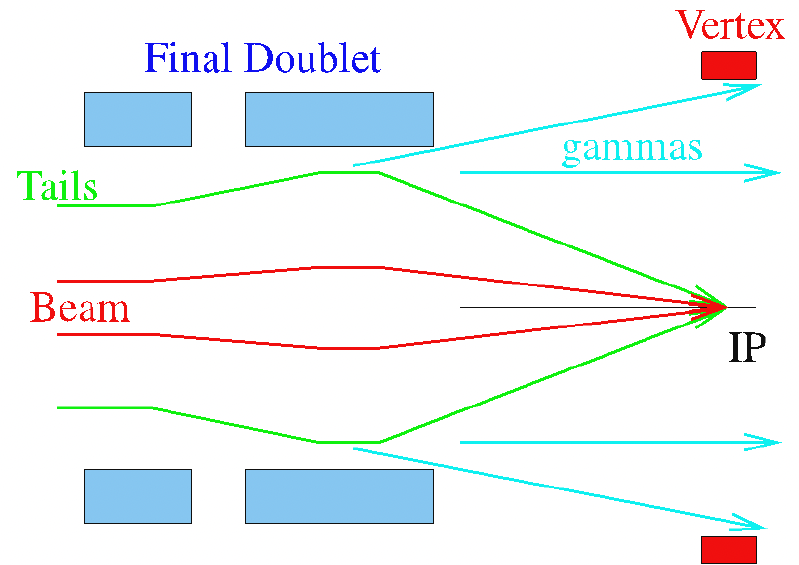 Vertex
Final Doublet
gammas
Tails
Beam
IP